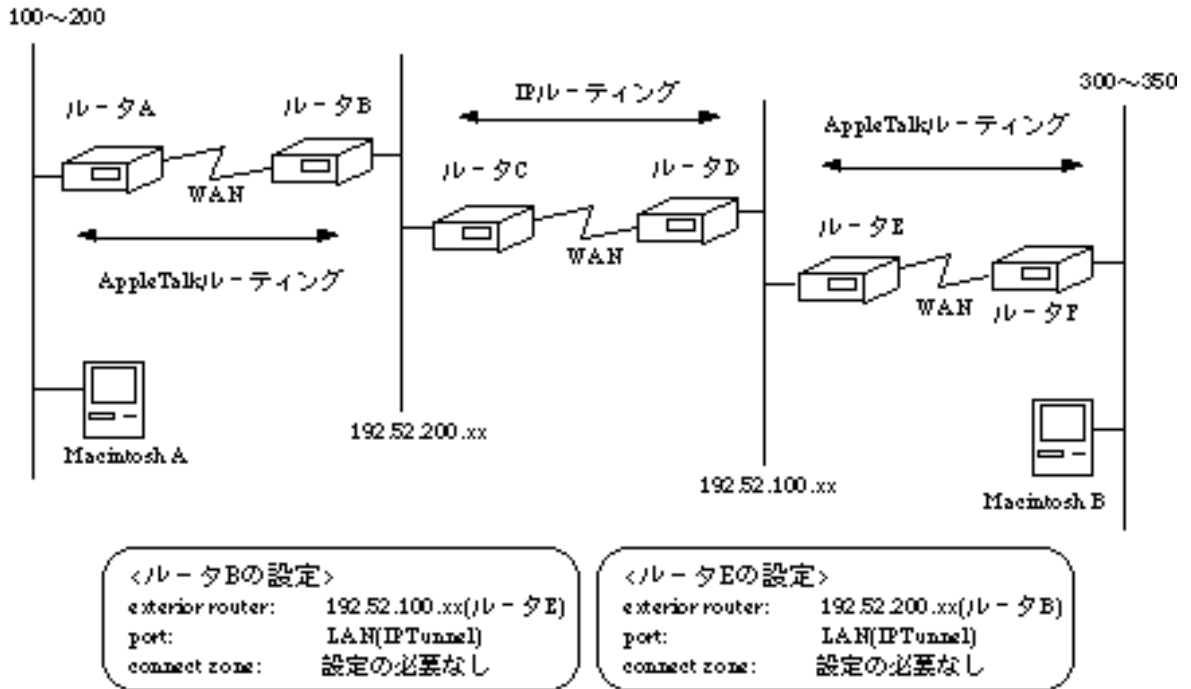 100～200
300～350
IPルーティング
ルータA
ルータB
AppleTalkルーティング
ルータC
ルータD
WAN
ルータE
WAN
AppleTalkルーティング
WAN
ルータF
192.52.200.xx
Macintosh A
192.52.100.xx
Macintosh B
<ルータBの設定>
exterior router: 192.52.100.xx(ルータE)
port: LAN(IPTunnel)
connect zone: 設定の必要なし
<ルータEの設定>
exterior router: 192.52.200.xx(ルータB)
port: LAN(IPTunnel)
connect zone: 設定の必要なし